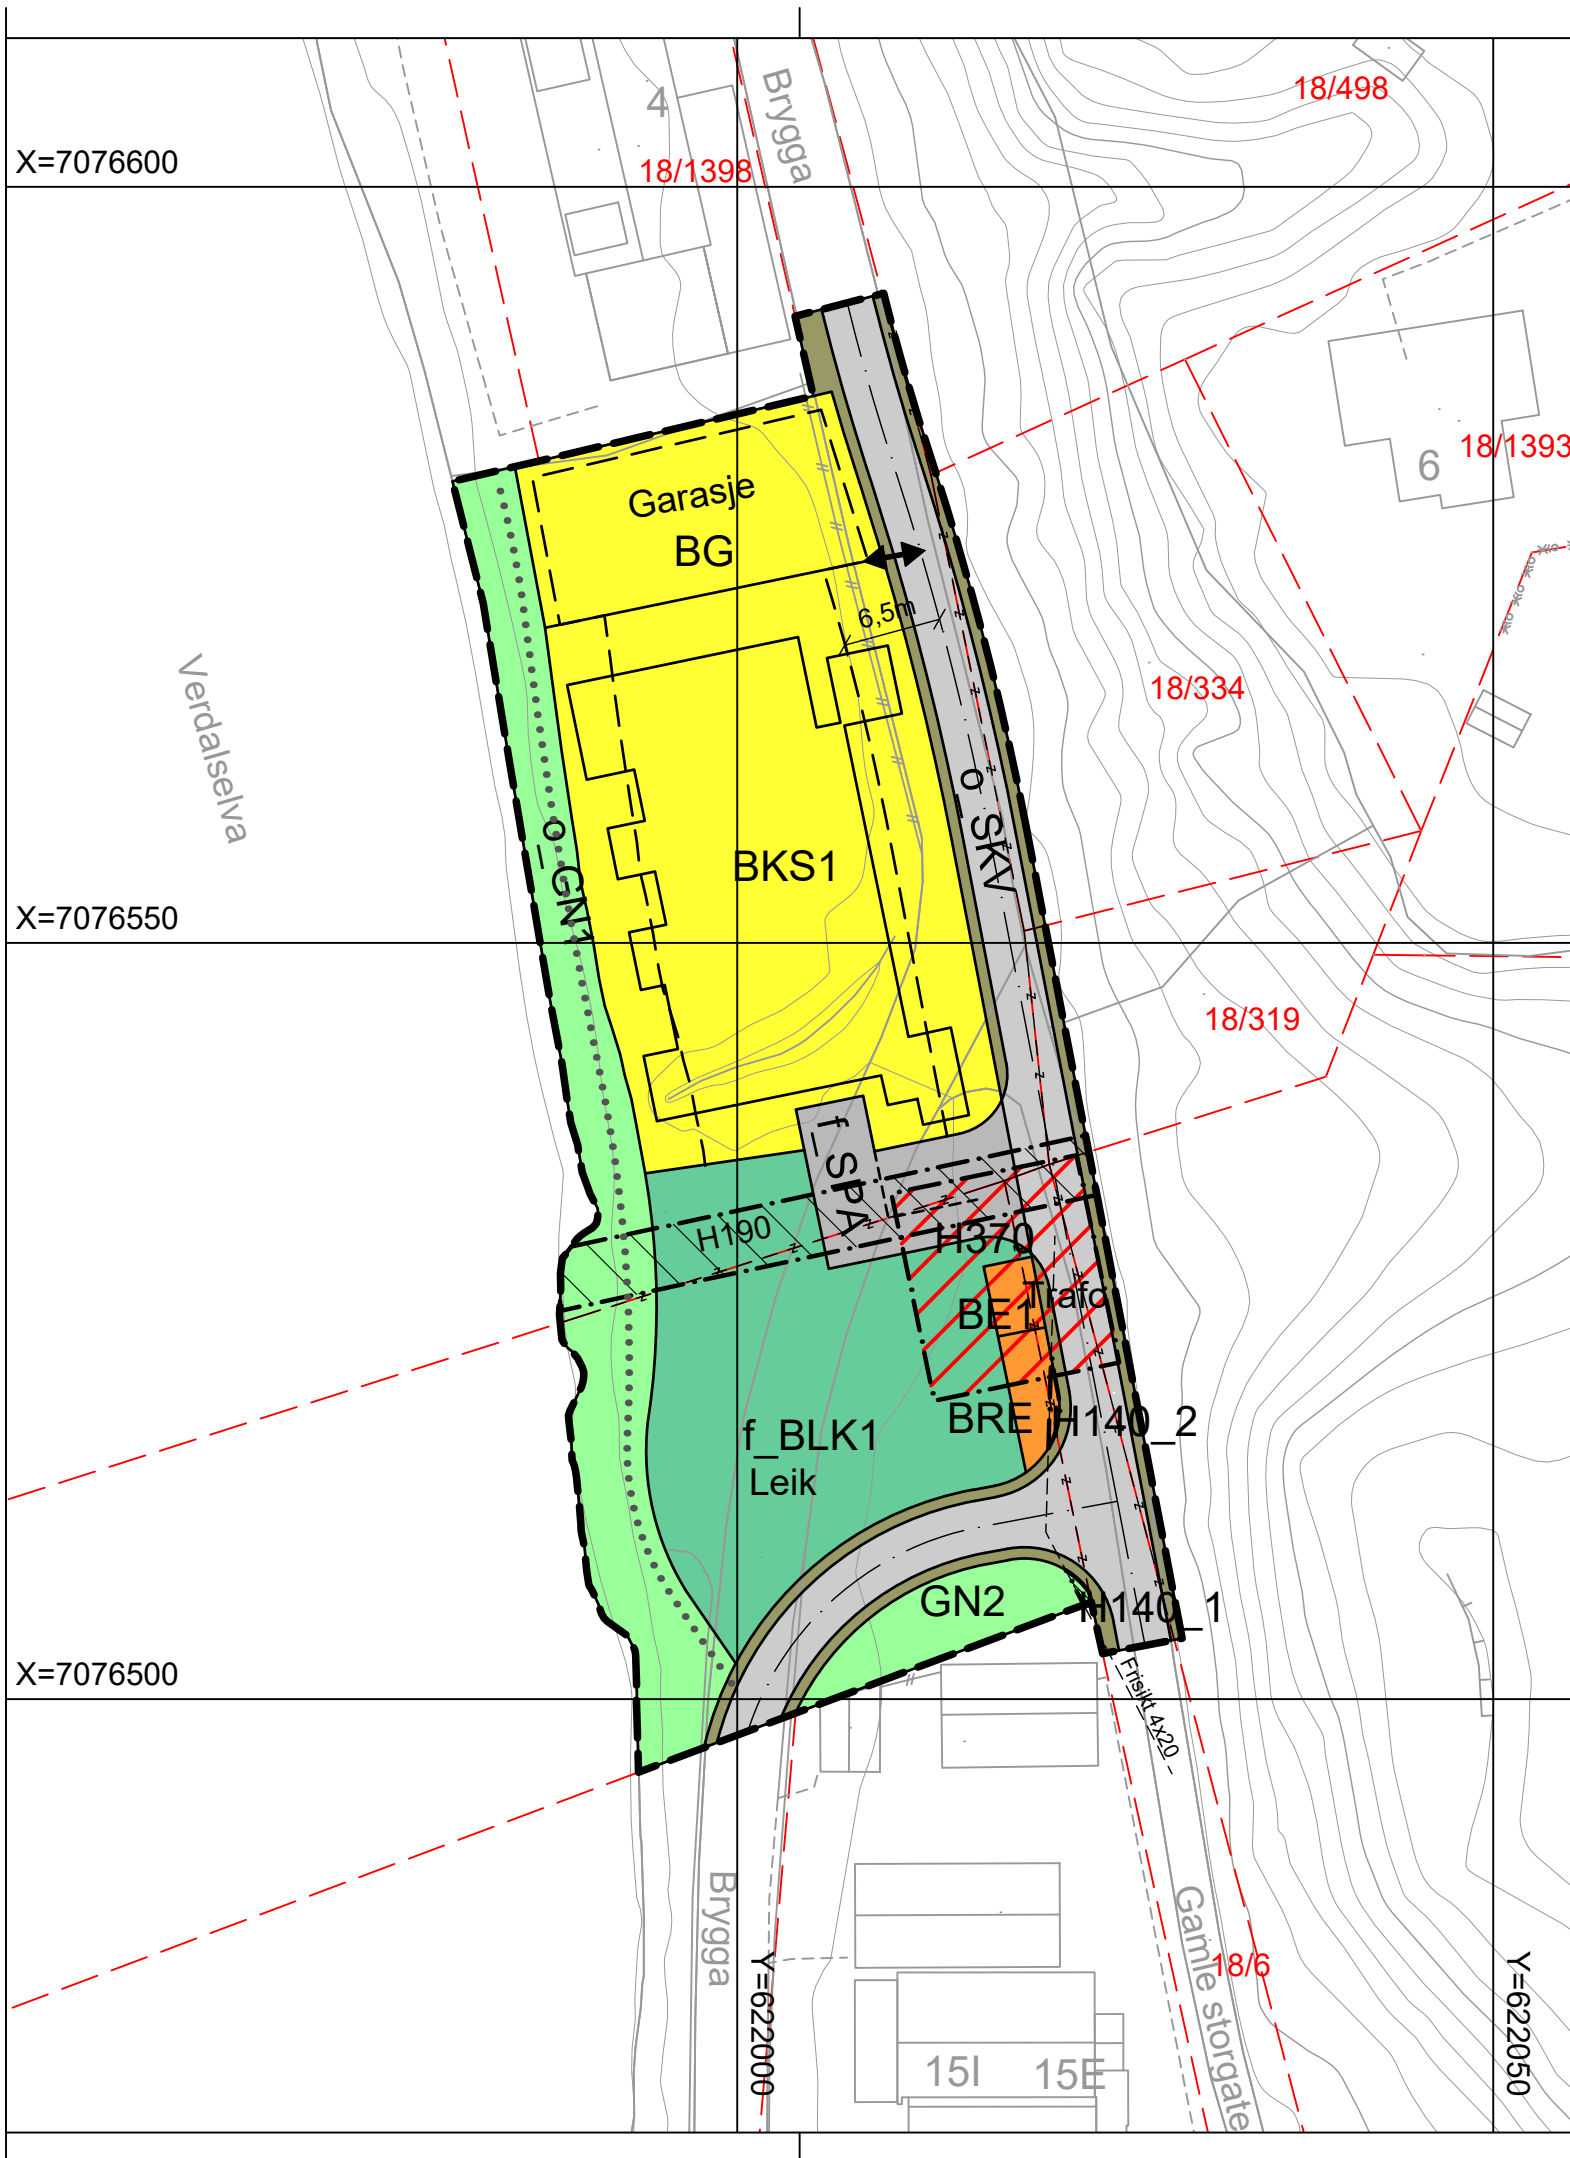 18/498
4
Brygga
X=7076600
18/1398
18/1393
6
Garasje
BG
6,5m
Verdalselva
18/334
o_SKV
o_GN1
BKS1
X=7076550
18/319
f_SPA
H190
H370
Trafo
BE1
BRE
H140_2
f_BLK1
Leik
GN2
H140_1
X=7076500
Frisikt 4x20
Brygga
Gamle storgate
18/6
Y=622000
Y=622050
15I
15E